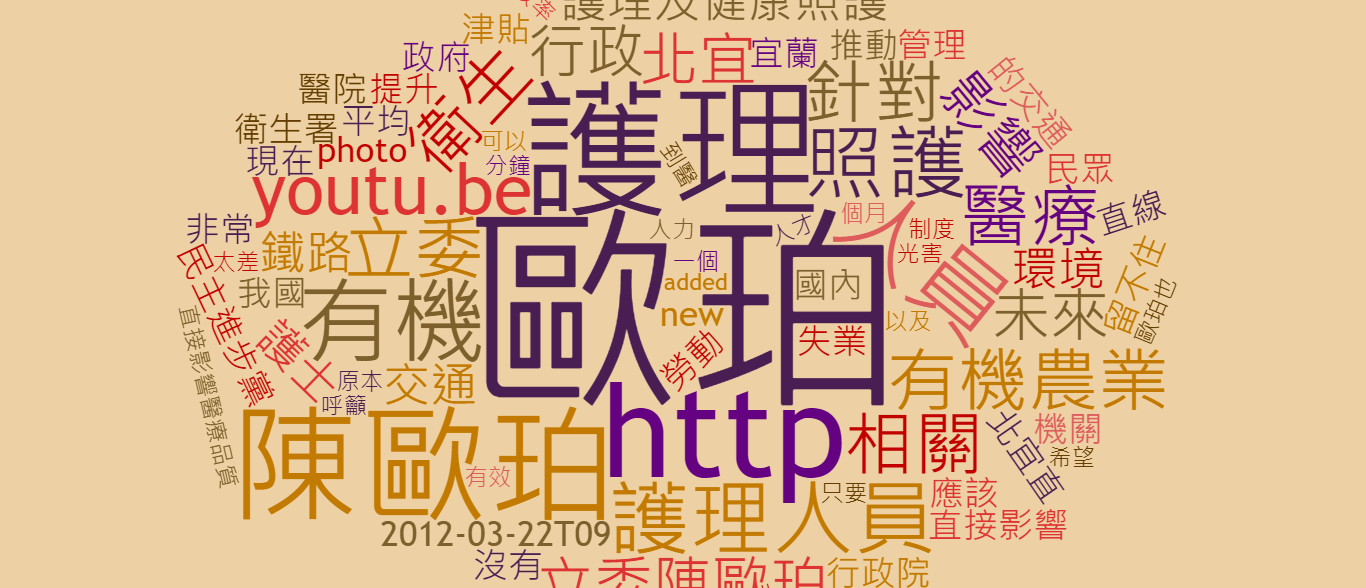 護理及健康照護
津貼
行政
北宜
宜蘭
推動
管理
政府
衛生
針對
影響
的交通
醫院
提升
衛生署
平均
現在
photo
可以
分鐘
youtu.be
護理
到醫
照護
民眾
醫療
直線
非常
太差
鐵路
立委
人力
人才
個月
人員
制度
光害
環境
留不住
歐珀也
民主進步黨
我國
有機
歐珀
一個
added
new
國內
未來
以及
失業
勞動
直接影響醫療品質
護士
原本
呼籲
交通
有機農業
陳歐珀
http
相關
北宜直
機關
希望
有效
2012-03-22T09
護理人員
只要
應該
直接影響
沒有
立委陳歐珀
行政院